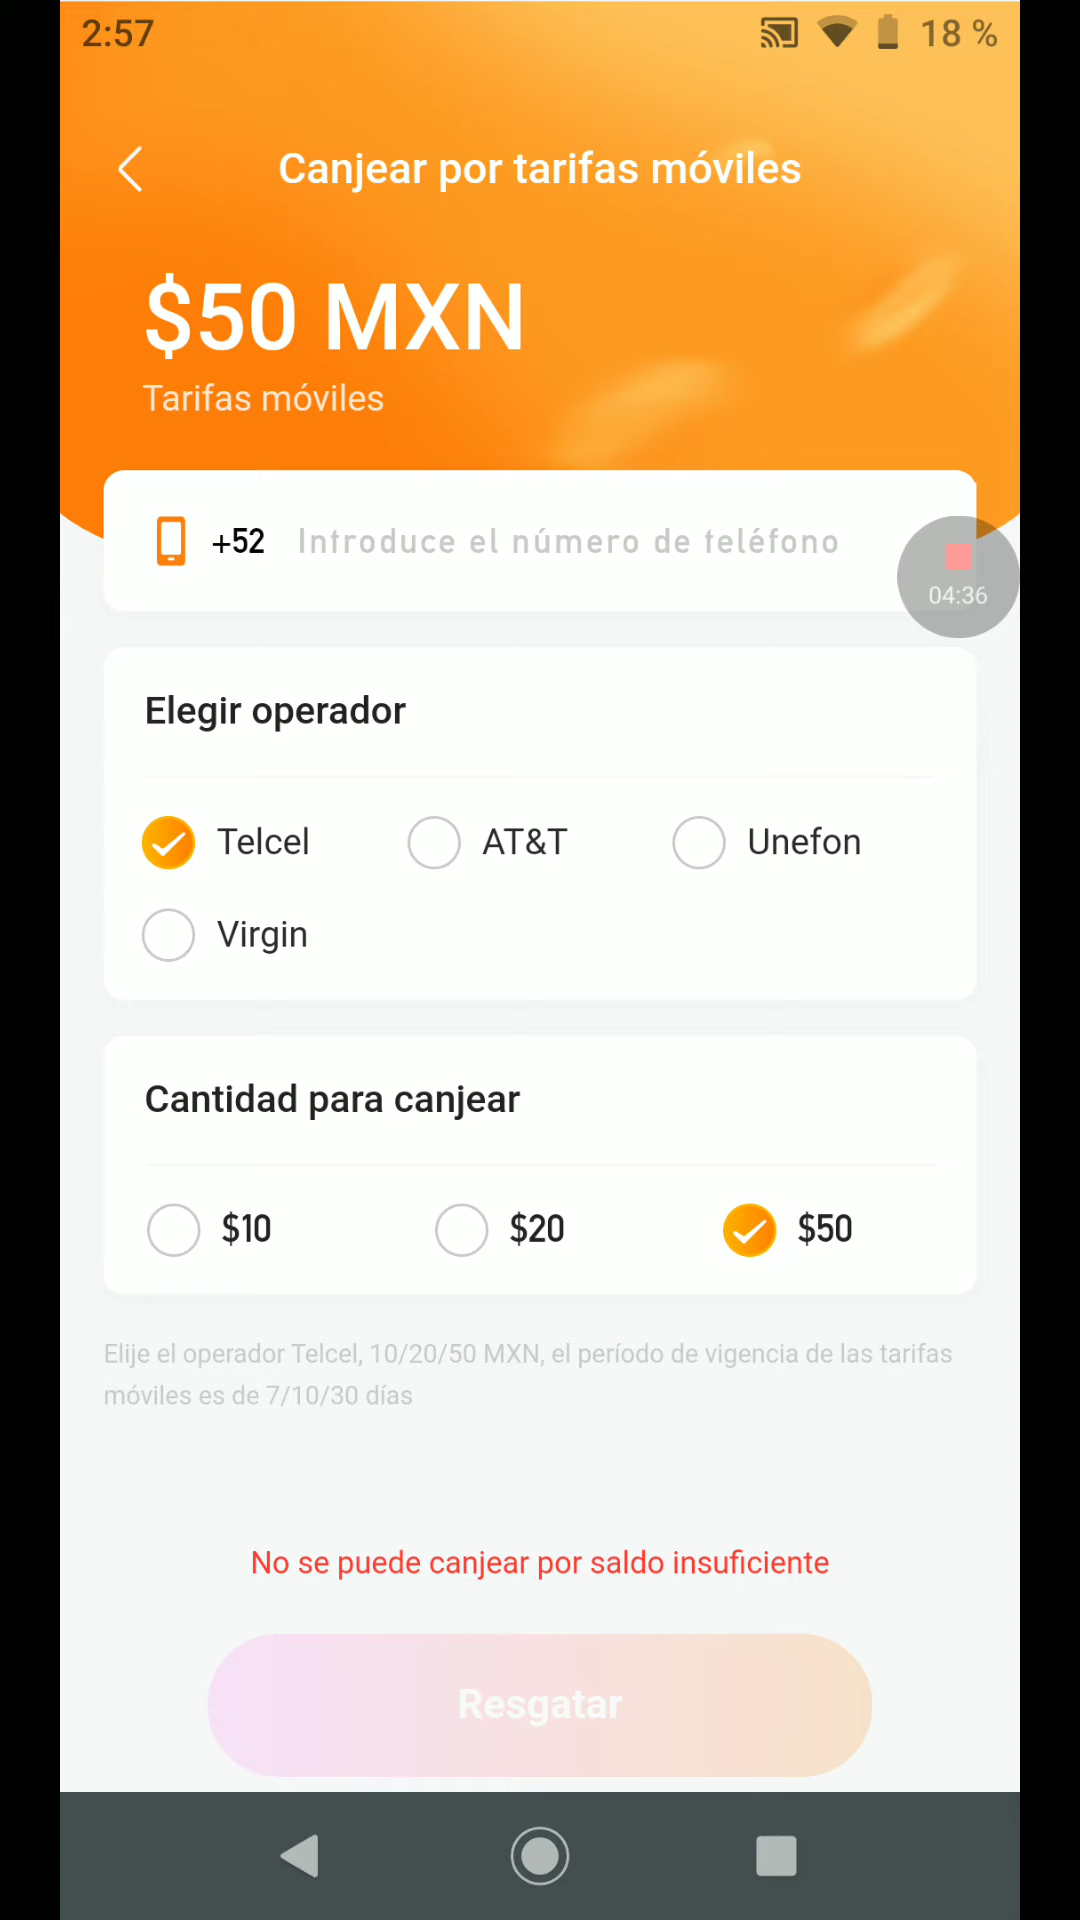 2:57
18 %
Canjear por tarifas móviles
$50 MXN
Tarifas móviles
+52 Introduce el número de teléfono
04:36
Elegir operador
Telcel AT&T Unefon
Virgin
Cantidad para canjear
$10 $20 $50
Elije el operador Telcel, 10/20/50 MXN, el período de vigencia de las tarifas
móviles es de 7/10/30 días
No se puede canjear por saldo insuficiente
Resgatar